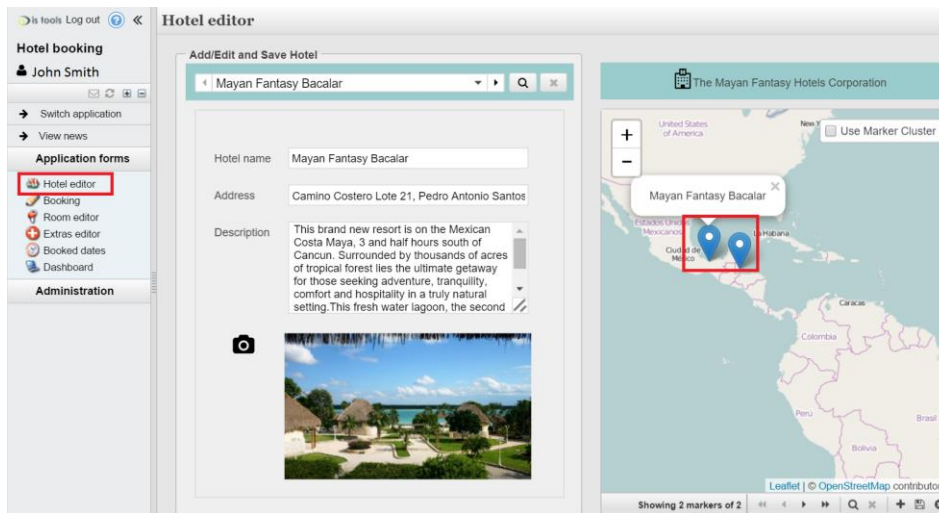 is tools Log out ? «
Hotel editor
Hotel booking
John Smith
Switch application
View news
Application forms
Hotel editor
Booking
Room editor
Extras editor
Booked dates
Dashboard
Administration
Add/Edit and Save Hotel
Mayan Fantasy Bacalar
Hotel name
Mayan Fantasy Bacalar
Address
Camino Costero Lote 21, Pedro Antonio Santos
Description
This brand new resort is on the Mexican
Costa Maya, 3 and half hours south of
Cancun. Surrounded by thousands of acres
of tropical forest lies the ultimate getaway
for those seeking adventure, tranquility,
comfort and hospitality in a truly natural
setting.This fresh water lagoon, the second
The Mayan Fantasy Hotels Corporation
+
−
United States
of America
New
Use Marker Cluster
Mayan Fantasy Bacalar ×
Estados Unidos
Mexicanos
Ciudad de
México
La Habana
Caracas
Colombia
Perú
Brasil
Bolivia
Leaflet | © OpenStreetMap contributor
Showing 2 markers of 2